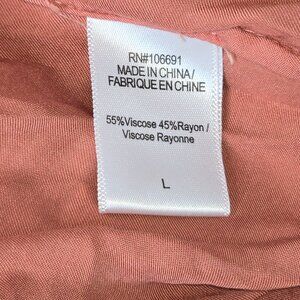 RN#106691
MADE IN CHINA/
FABRIQUE EN CHINE
55%Viscose 45%Rayon /
Viscose Rayonne
L